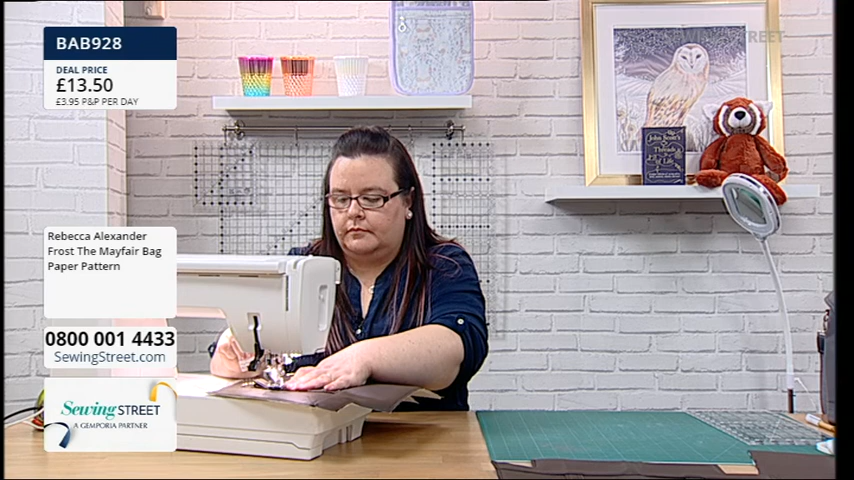 BAB928
DEAL PRICE
£13.50
£3.95 P&P PER DAY
SEWINGSTREET
John Scott's
Threads
of Life
Rebecca Alexander
Frost The Mayfair Bag
Paper Pattern
0800 001 4433
SewingStreet.com
Sewing STREET
A GEMPORIA PARTNER